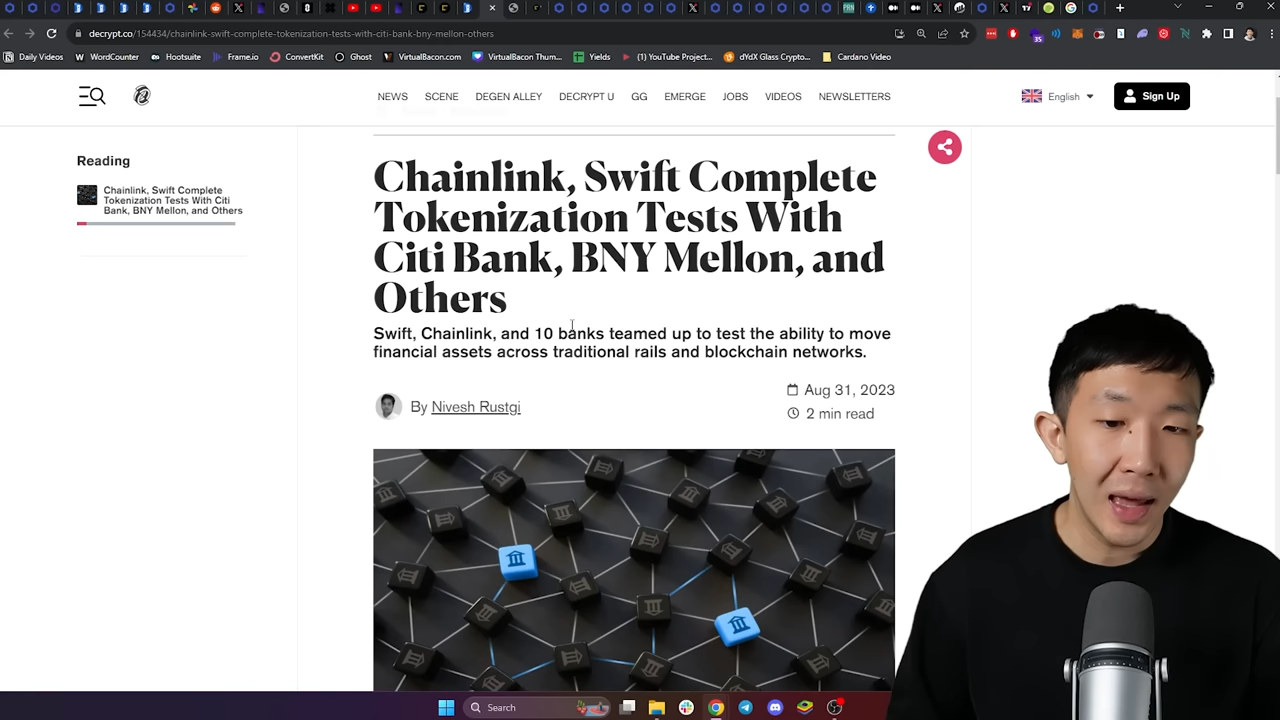 decrypt.co/154434/chainlink-swift-complete-tokenization-tests-with-citi-bank-bny-mellon-others
Daily Videos WordCounter Hootsuite Frame.io ConvertKit Ghost VirtualBacon.com VirtualBacon Thum... Yields (1) YouTube Project... dYdX Glass Crypto... Cardano Video
NEWS SCENE DEGEN ALLEY DECRYPT U GG EMERGE JOBS VIDEOS NEWSLETTERS English Sign Up
Reading
Chainlink, Swift Complete
Tokenization Tests With Citi
Bank, BNY Mellon, and Others
Chainlink, Swift Complete
Tokenization Tests With
Citi Bank, BNY Mellon, and
Others
Swift, Chainlink, and 10 banks teamed up to test the ability to move
financial assets across traditional rails and blockchain networks.
By Nivesh Rustgi
Aug 31, 2023
2 min read
Search